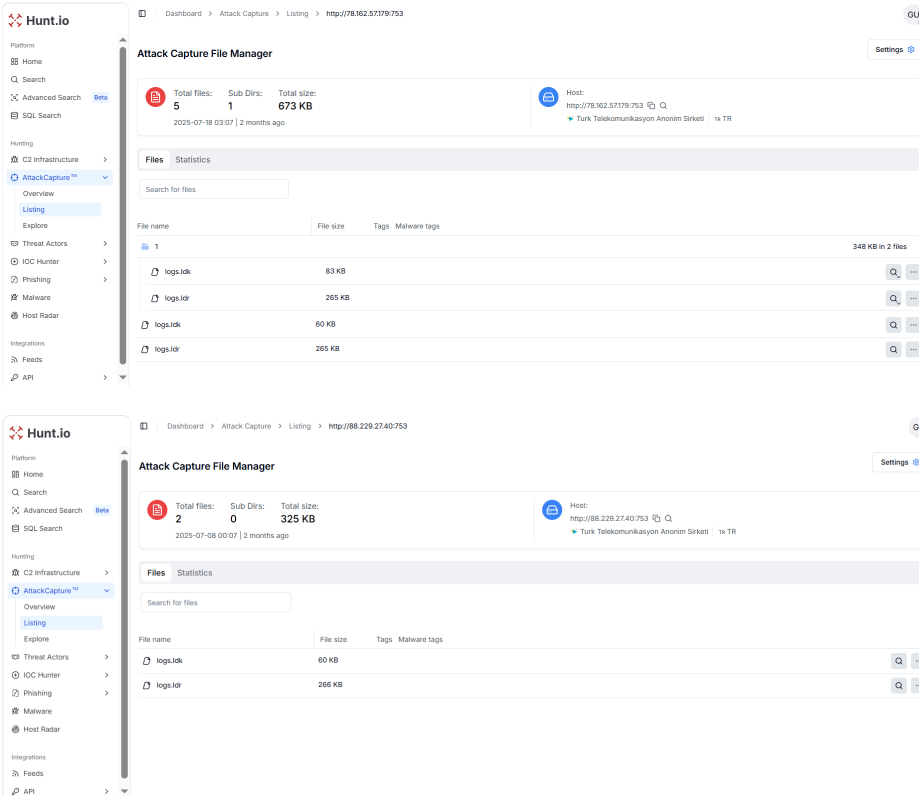 Hunt.io
Platform
Home
Search
Advanced Search Beta
SQL Search
Hunting
C2 Infrastructure
AttackCapture™
Overview
Listing
Explore
Threat Actors
IOC Hunter
Phishing
Malware
Host Radar
Integrations
Feeds
API
Dashboard > Attack Capture > Listing > http://78.162.57.179:753
GU
Attack Capture File Manager
Settings
Total files: Sub Dirs: Total size:
5 1 673 KB
2025-07-18 03:07 | 2 months ago
Host:
http://78.162.57.179:753
Turk Telekomunikasyon Anonim Sirketi TR TR
Files Statistics
Search for files
File name File size Tags Malware tags
1 348 KB in 2 files
logs.ldk 83 KB
logs.ldr 265 KB
logs.ldk 60 KB
logs.ldr 265 KB
Hunt.io
Platform
Home
Search
Advanced Search Beta
SQL Search
Hunting
C2 Infrastructure
AttackCapture™
Overview
Listing
Explore
Threat Actors
IOC Hunter
Phishing
Malware
Host Radar
Integrations
Feeds
API
Dashboard > Attack Capture > Listing > http://88.229.27.40:753
G
Attack Capture File Manager
Settings
Total files: Sub Dirs: Total size:
2 0 325 KB
2025-07-08 00:07 | 2 months ago
Host:
http://88.229.27.40:753
Turk Telekomunikasyon Anonim Sirketi TR TR
Files Statistics
Search for files
File name File size Tags Malware tags
logs.ldk 60 KB
logs.ldr 266 KB